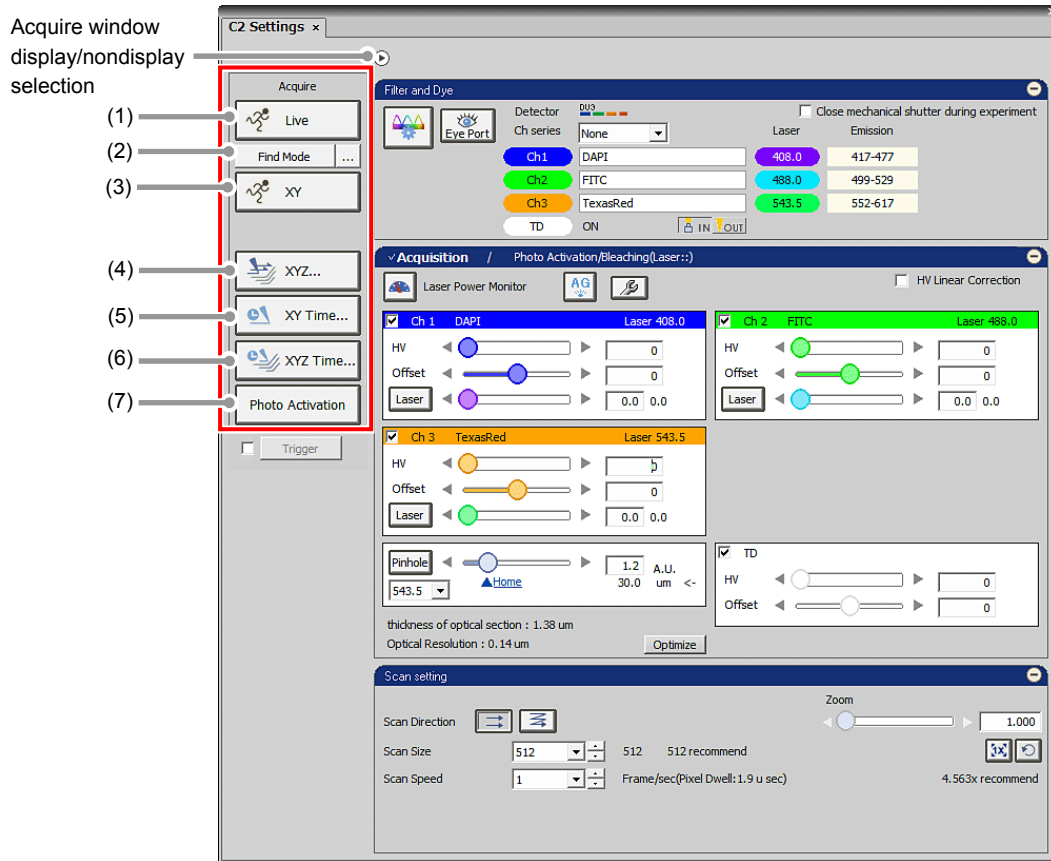 C2 Settings ×
Acquire window
display/nondisplay
selection
Acquire
(1) Live
(2) Find Mode ...
(3) XY
(4) XYZ...
(5) XY Time...
(6) XYZ Time...
(7) Photo Activation
Trigger
Filter and Dye
Eye Port
Detector DU3
Close mechanical shutter during experiment
Ch series None Laser Emission
Ch1 DAPI 408.0 417-477
Ch2 FITC 488.0 499-529
Ch3 TexasRed 543.5 552-617
TD ON IN OUT
Acquisition / Photo Activation/Bleaching(Laser::)
Laser Power Monitor AG HV Linear Correction
Ch 1 DAPI Laser 408.0
HV 0
Offset 0
Laser 0.0 0.0
Ch 2 FITC Laser 488.0
HV 0
Offset 0
Laser 0.0 0.0
Ch 3 TexasRed Laser 543.5
HV 0
Offset 0
Laser 0.0 0.0
Pinhole 1.2 A.U.
Home 30.0 um <-
543.5
TD
HV 0
Offset 0
thickness of optical section : 1.38 um
Optical Resolution : 0.14 um Optimize
Scan setting
Zoom
Scan Direction 1.000
Scan Size 512 512 512 recommend 1X
Scan Speed 1 Frame/sec(Pixel Dwell:1.9 u sec) 4.563x recommend